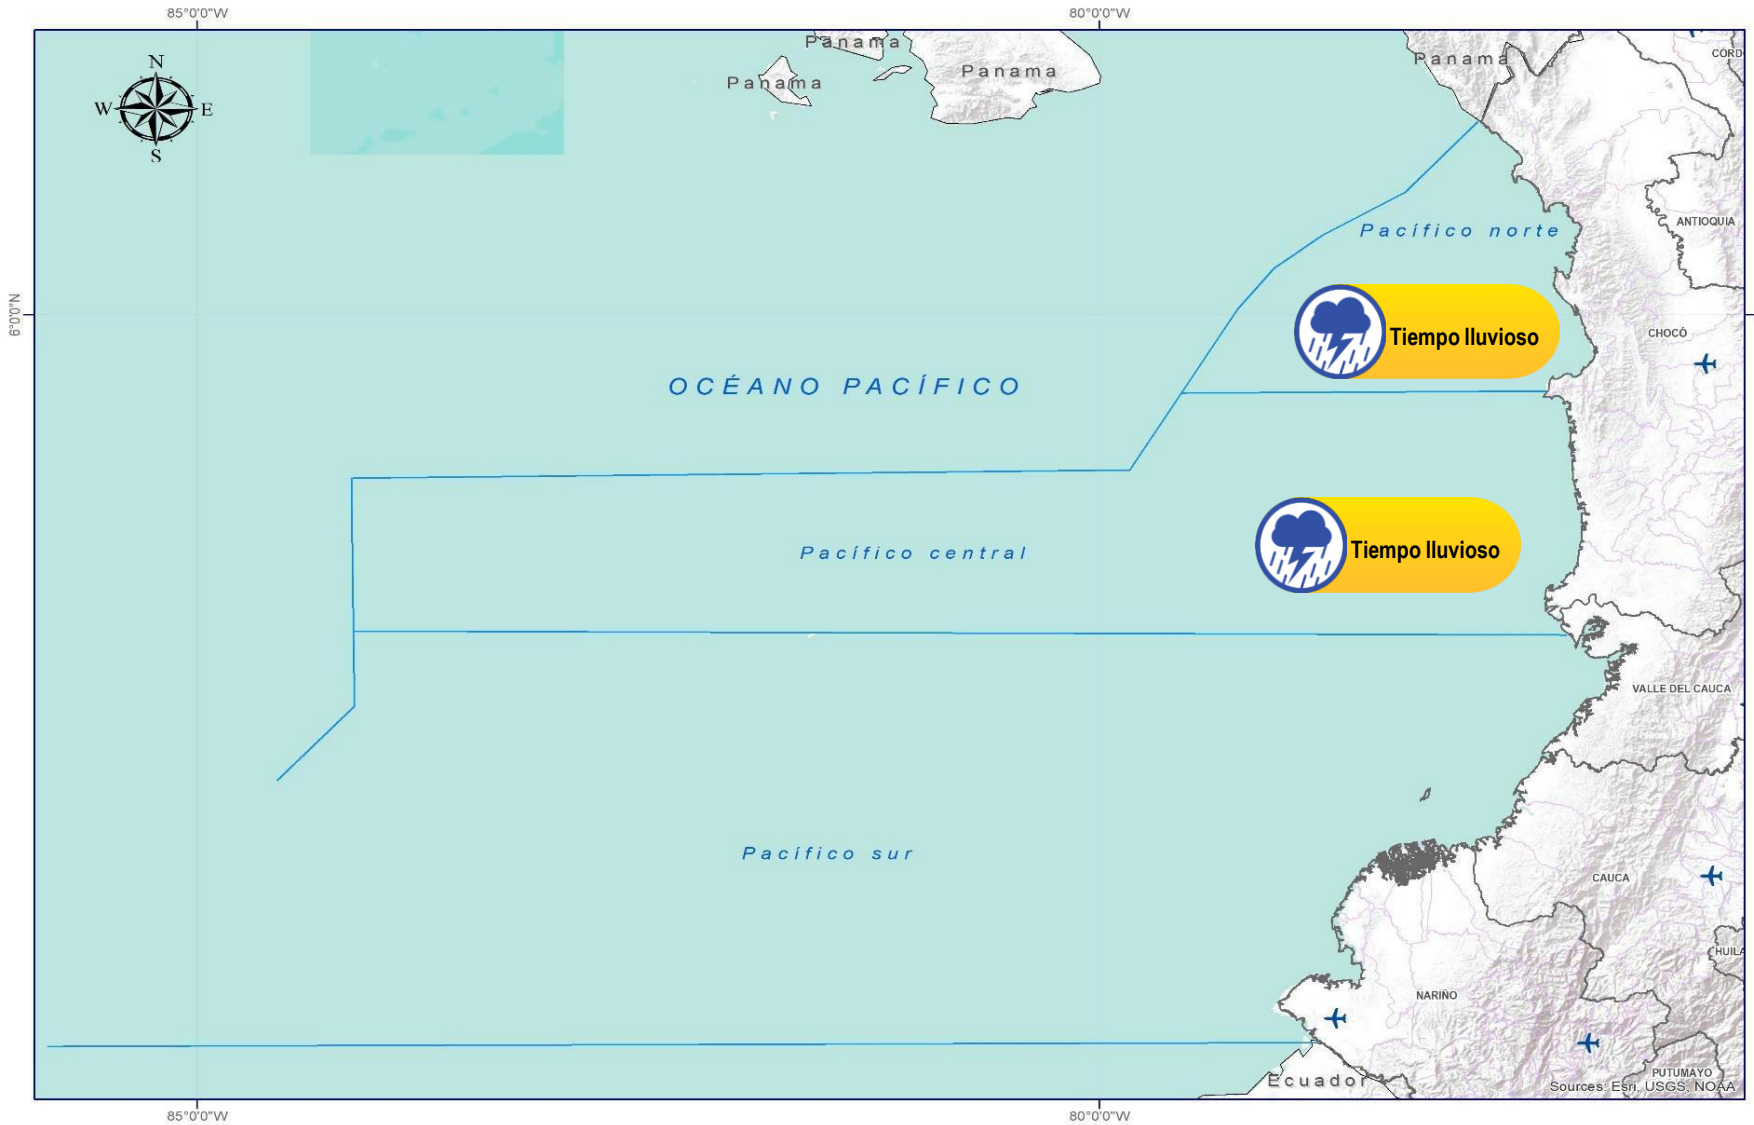 85°0'0"W
80°0'0"W
Panama
Panama
Panama
Panamá
CÓRD
N
W
E
S
ANTIOQUIA
Pacífico norte
6°0'0"N
Tiempo lluvioso
CHOCÓ
OCÉANO PACÍFICO
Pacífico central
Tiempo lluvioso
VALLE DEL CAUCA
Pacífico sur
CAUCA
HUILA
NARIÑO
PUTUMAYO
Ecuador
Sources: Esri, USGS, NOAA
85°0'0"W
80°0'0"W